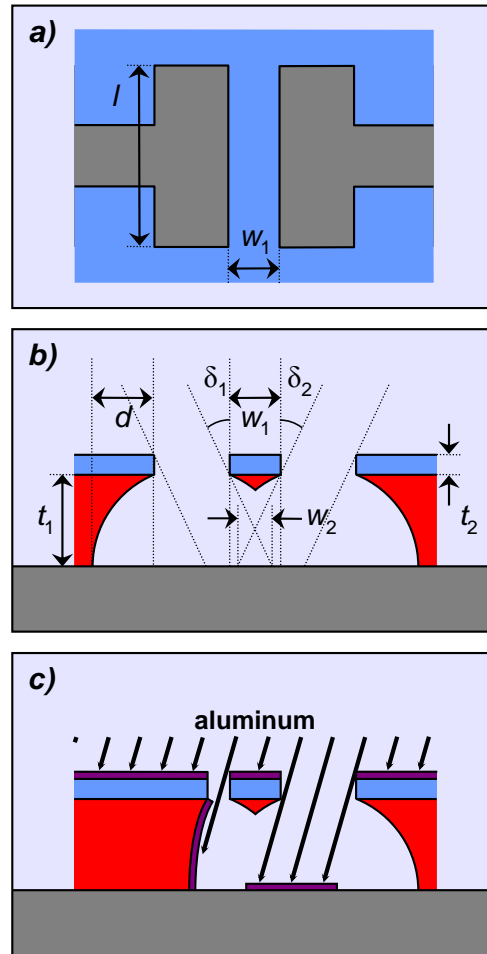 a)
l
w₁
b)
δ₁ δ₂
d w₁
t₁ w₂ t₂
c)
aluminum